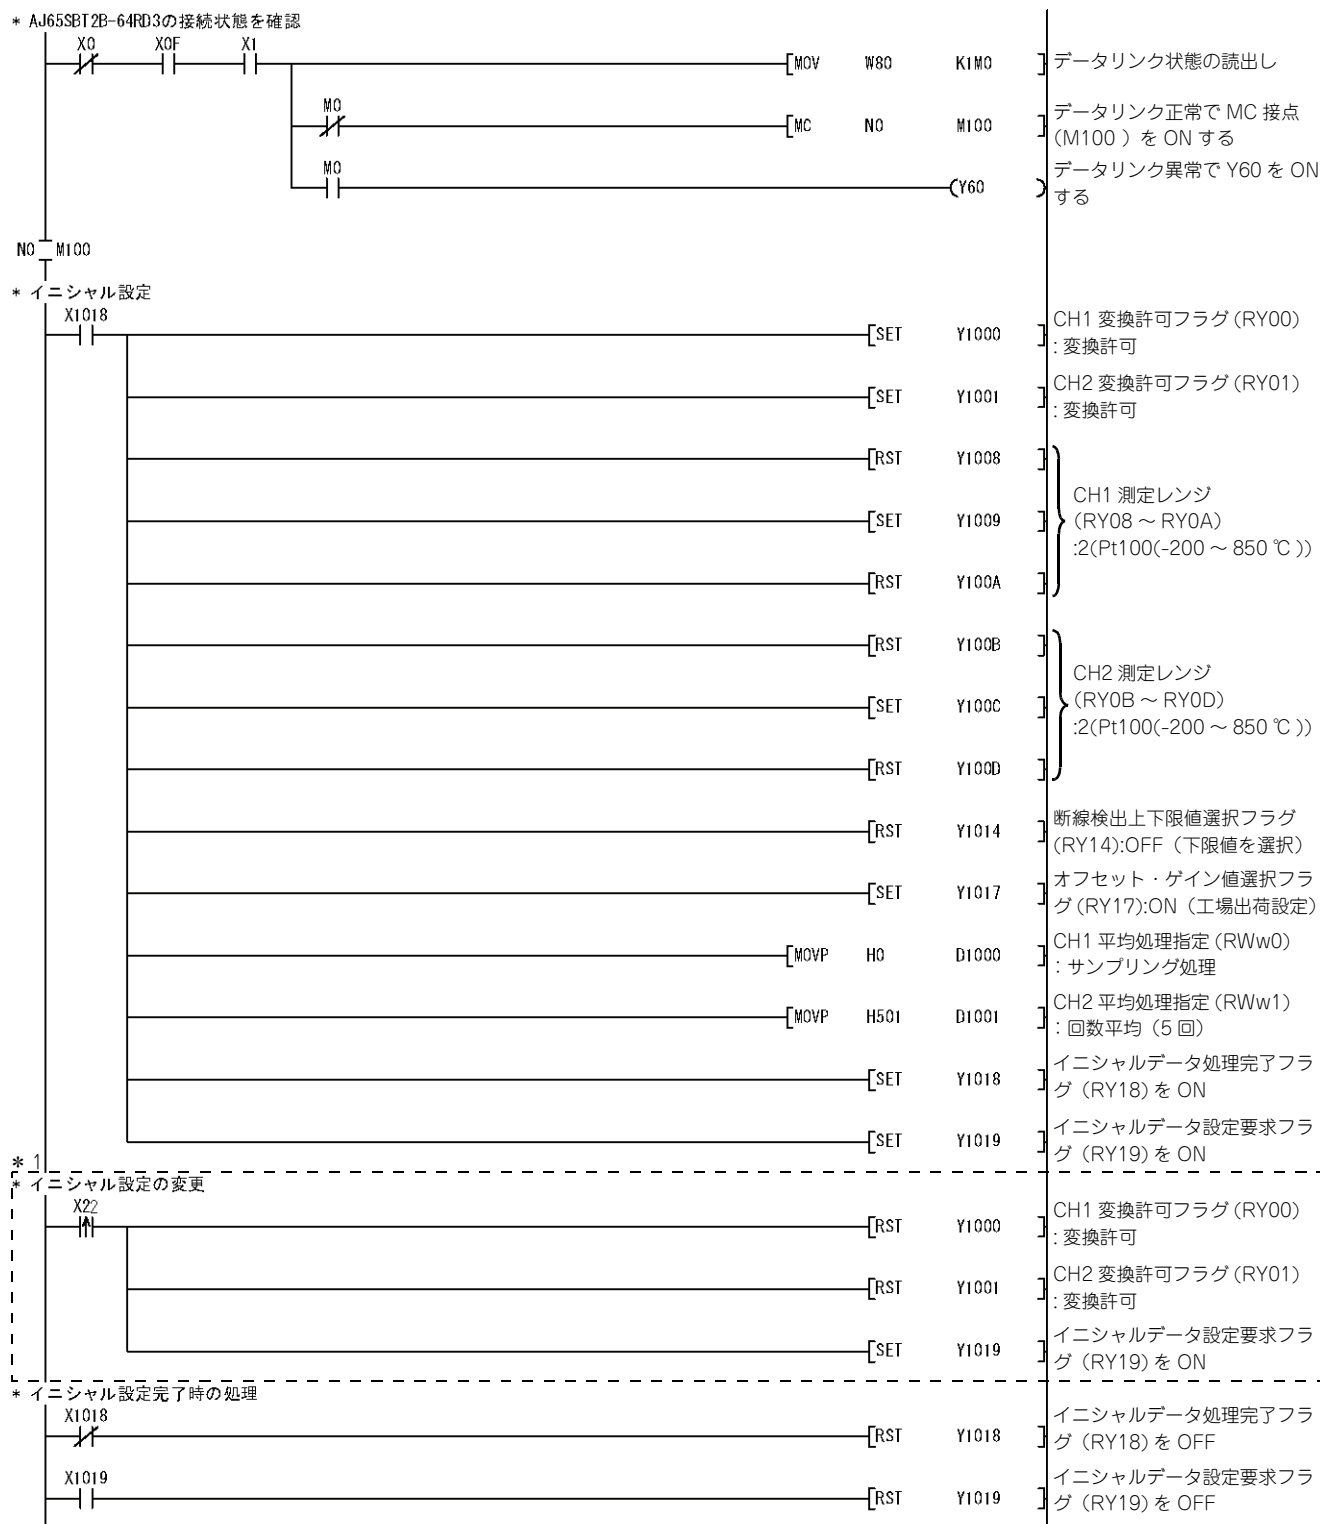 * AJ65SBT2B-64RD3の接続状態を確認
X0 X0F X1
MOV W80 K1M0 データリンク状態の読出し
M0
MC N0 M100 データリンク正常で MC 接点
(M100 ) を ON する
M0
Y60 データリンク異常で Y60 を ON
する
N0 M100
* イニシャル設定
X1018
SET Y1000 CH1 変換許可フラグ (RY00)
: 変換許可
SET Y1001 CH2 変換許可フラグ (RY01)
: 変換許可
RST Y1008
SET Y1009
RST Y100A
CH1 測定レンジ
(RY08 ~ RY0A)
:2(Pt100(-200 ~ 850 ℃ ))
RST Y100B
SET Y100C
RST Y100D
CH2 測定レンジ
(RY0B ~ RY0D)
:2(Pt100(-200 ~ 850 ℃ ))
RST Y1014 断線検出上下限値選択フラグ
(RY14):OFF(下限値を選択)
SET Y1017 オフセット・ゲイン値選択フラ
グ (RY17):ON(工場出荷設定)
MOVP H0 D1000 CH1 平均処理指定 (RWw0)
:サンプリング処理
MOVP H501 D1001 CH2 平均処理指定 (RWw1)
:回数平均(5 回)
SET Y1018 イニシャルデータ処理完了フラ
グ(RY18) を ON
SET Y1019 イニシャルデータ設定要求フラ
グ(RY19) を ON
* 1
* イニシャル設定の変更
X22
RST Y1000 CH1 変換許可フラグ (RY00)
: 変換許可
RST Y1001 CH2 変換許可フラグ (RY01)
: 変換許可
SET Y1019 イニシャルデータ設定要求フラ
グ(RY19) を ON
* イニシャル設定完了時の処理
X1018
RST Y1018 イニシャルデータ処理完了フラ
グ(RY18) を OFF
X1019
RST Y1019 イニシャルデータ設定要求フラ
グ(RY19) を OFF